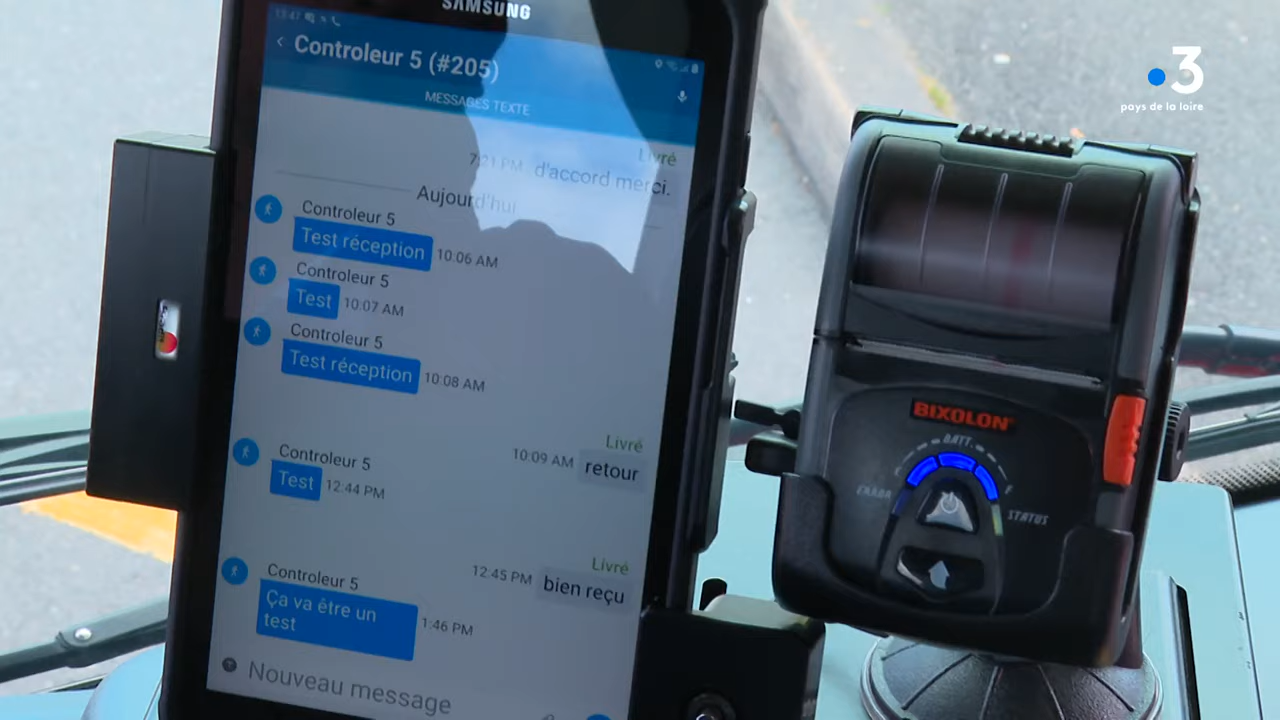 SAMSUNG
13:47
Controleur 5 (#205)
MESSAGES TEXTE
Livré
7:21 PM d'accord merci.
Aujourd'hui
Controleur 5
Test réception 10:06 AM
Controleur 5
Test 10:07 AM
Controleur 5
Test réception 10:08 AM
Livré
10:09 AM retour
Controleur 5
Test 12:44 PM
Livré
12:45 PM bien reçu
Controleur 5
Ça va être un
test 1:46 PM
Nouveau message
3
pays de la loire
BIXOLON
BATT.
F
ERROR
STATUS